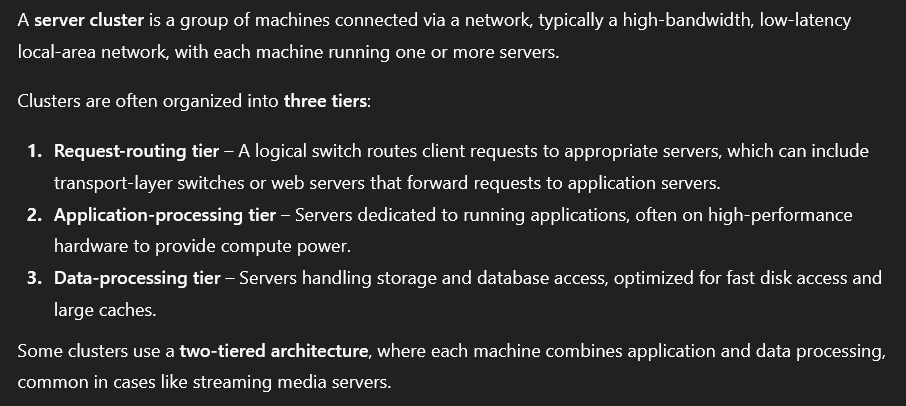 A server cluster is a group of machines connected via a network, typically a high-bandwidth, low-latency
local-area network, with each machine running one or more servers.
Clusters are often organized into three tiers:
1. Request-routing tier – A logical switch routes client requests to appropriate servers, which can include
transport-layer switches or web servers that forward requests to application servers.
2. Application-processing tier – Servers dedicated to running applications, often on high-performance
hardware to provide compute power.
3. Data-processing tier – Servers handling storage and database access, optimized for fast disk access and
large caches.
Some clusters use a two-tiered architecture, where each machine combines application and data processing,
common in cases like streaming media servers.